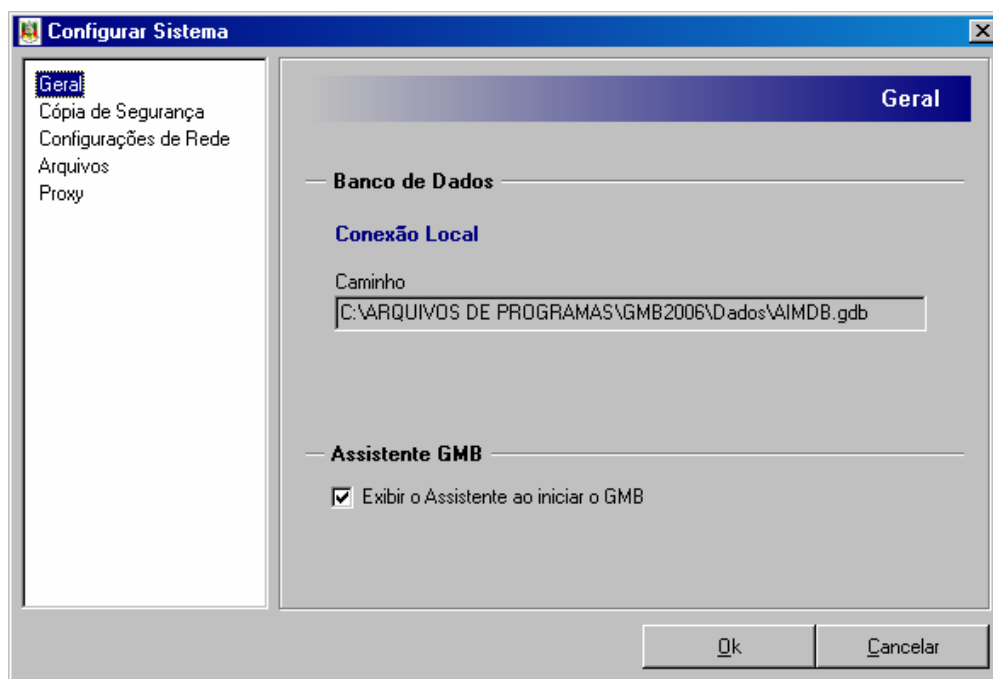 Configurar Sistema
Geral
Cópia de Segurança
Configurações de Rede
Arquivos
Proxy
Geral
Banco de Dados
Conexão Local
Caminho
C:\ARQUIVOS DE PROGRAMAS\GMB2006\Dados\AIMDB.gdb
Assistente GMB
Exibir o Assistente ao iniciar o GMB
Ok
Cancelar